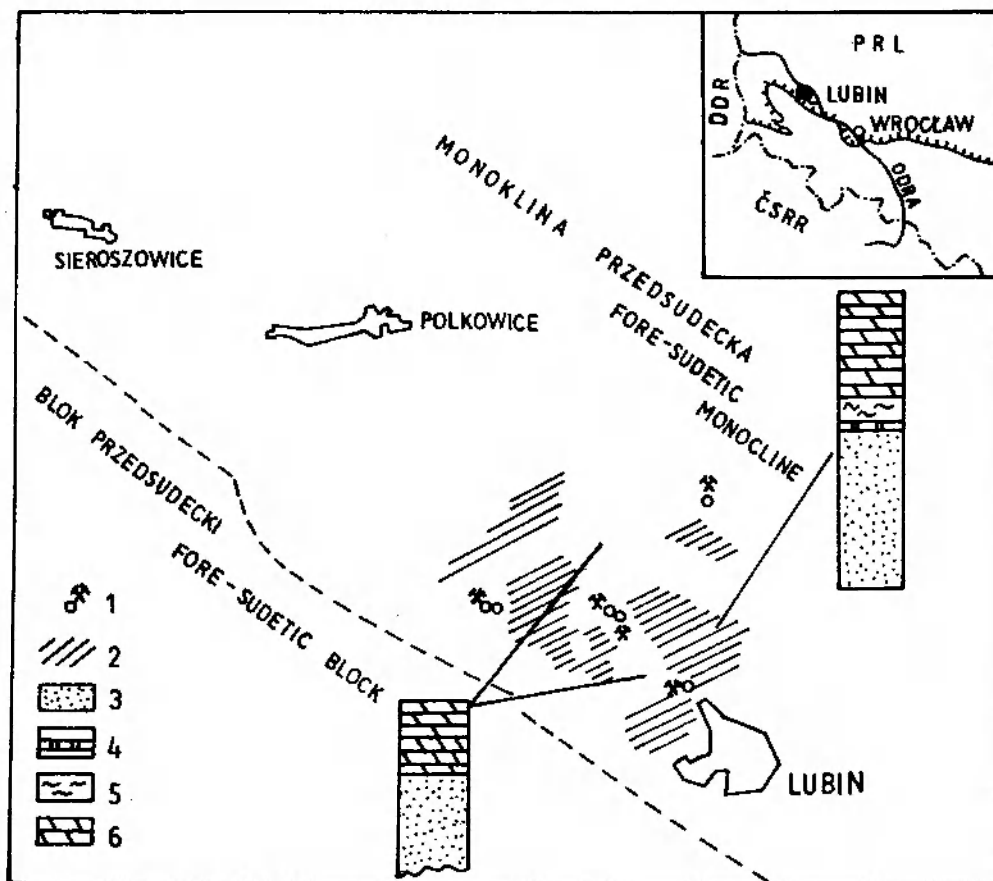 PRL
DDR
LUBIN
WROCŁAW
ODRA
ČSRR
MONOKLINA PRZEDSUDECKA
FORE-SUDETIC
MONOCLINE
SIEROSZOWICE
POLKOWICE
BLOK PRZEDSUDECKI
FORE-SUDETIC BLOCK
1
2
3
4
5
6
LUBIN